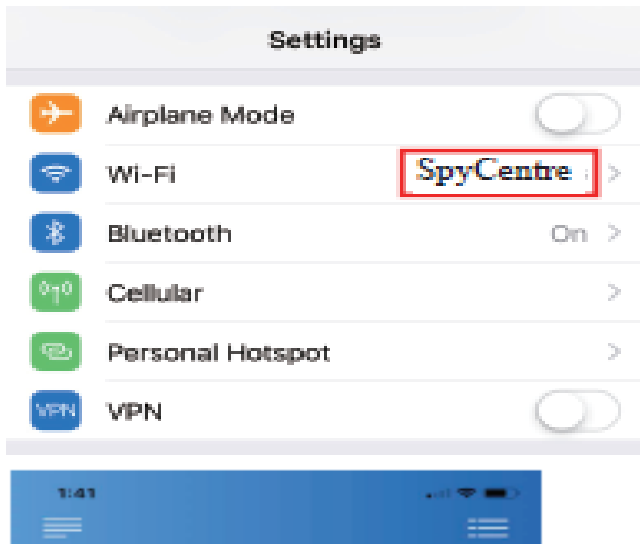 Settings
Airplane Mode
Wi-Fi SpyCentre
Bluetooth On
Cellular
Personal Hotspot
VPN VPN
1:41